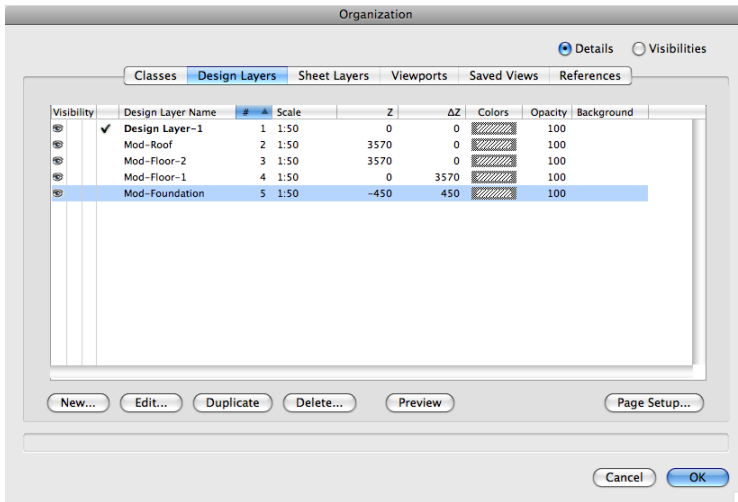 Organization
Details Visibilities
Classes Design Layers Sheet Layers Viewports Saved Views References
Visibility Design Layer Name # Scale Z ΔZ Colors Opacity Background
Design Layer-1 1 1:50 0 0 100
Mod-Roof 2 1:50 3570 0 100
Mod-Floor-2 3 1:50 3570 0 100
Mod-Floor-1 4 1:50 0 3570 100
Mod-Foundation 5 1:50 -450 450 100
New... Edit... Duplicate Delete... Preview Page Setup...
Cancel OK